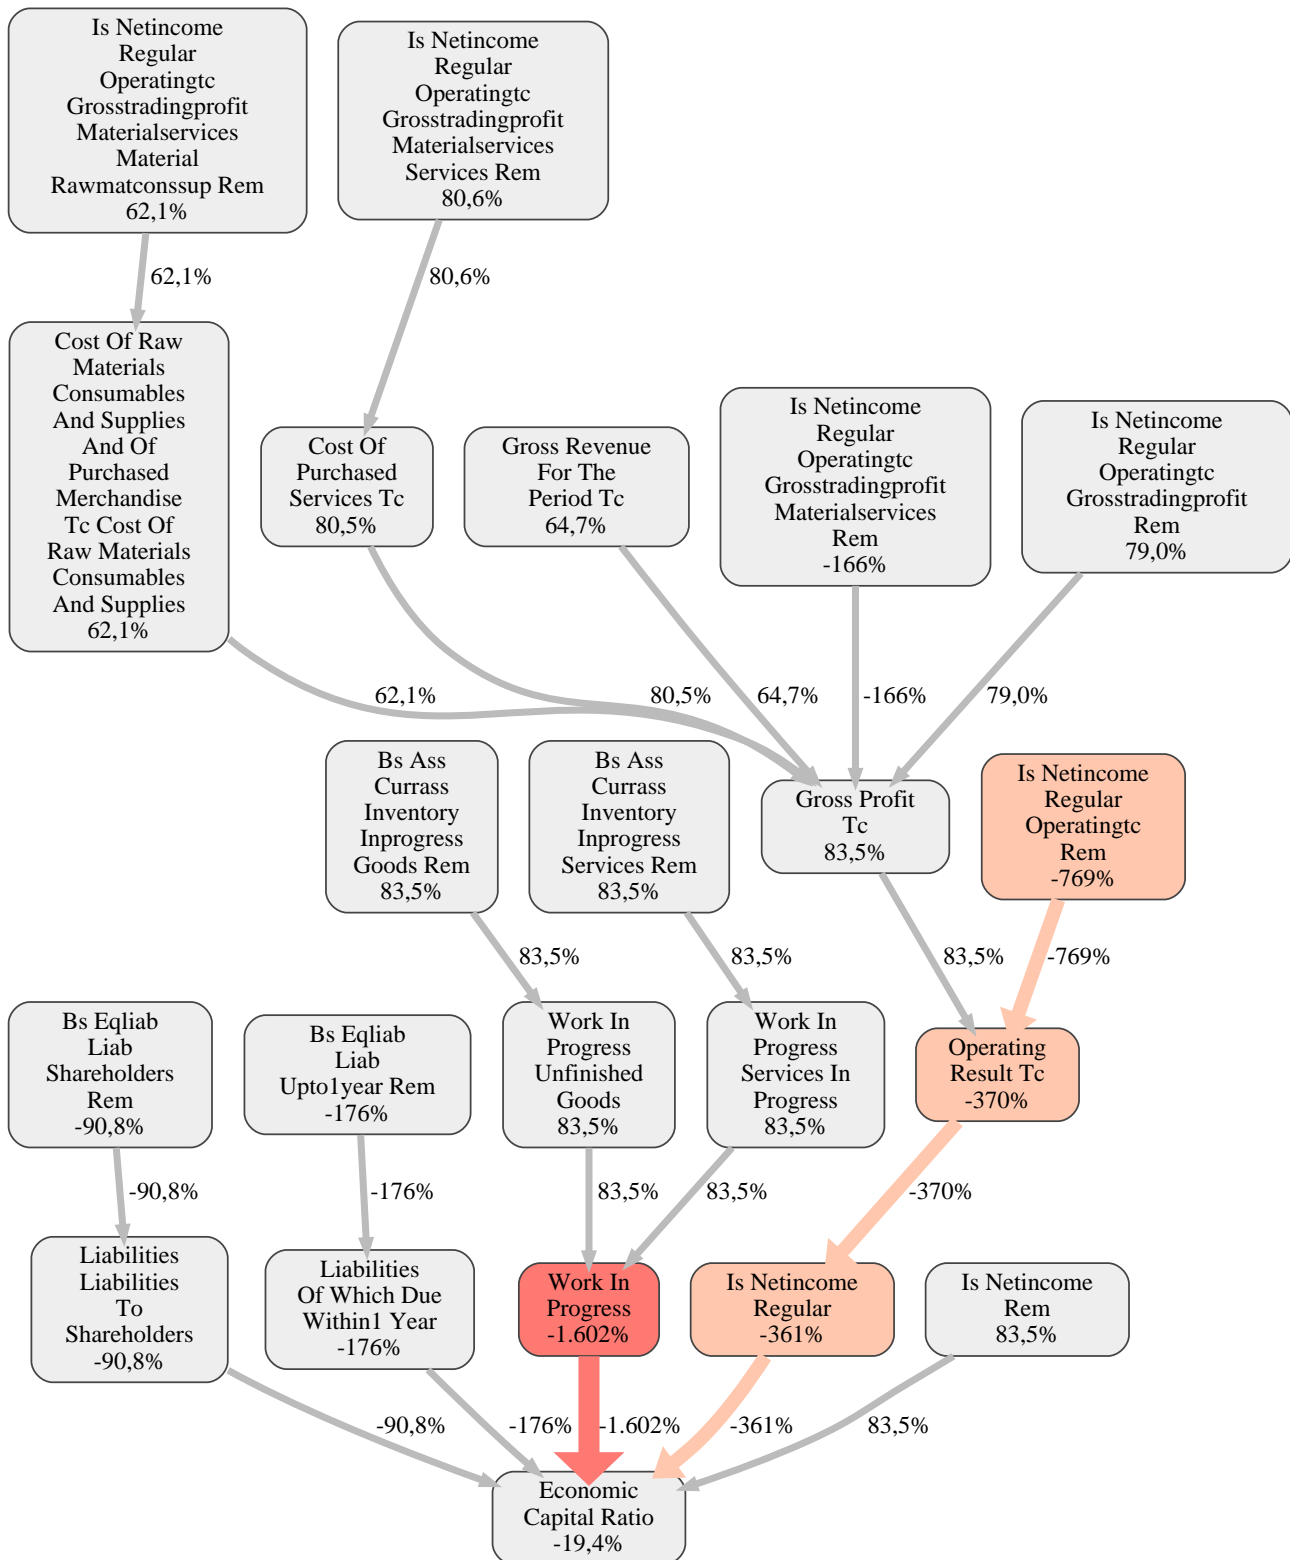 Is Netincome
Regular
Operatingtc
Grosstradingprofit
Materialservices
Material
Rawmatconssup Rem
62,1%
Is Netincome
Regular
Operatingtc
Grosstradingprofit
Materialservices
Services Rem
80,6%
62,1%
80,6%
Cost Of Raw
Materials
Consumables
And Supplies
And Of
Purchased
Merchandise
Tc Cost Of
Raw Materials
Consumables
And Supplies
62,1%
Cost Of
Purchased
Services Tc
80,5%
Gross Revenue
For The
Period Tc
64,7%
Is Netincome
Regular
Operatingtc
Grosstradingprofit
Materialservices
Rem
-166%
Is Netincome
Regular
Operatingtc
Grosstradingprofit
Rem
79,0%
62,1%
80,5%
64,7%
-166%
79,0%
Bs Ass
Currass
Inventory
Inprogress
Goods Rem
83,5%
Bs Ass
Currass
Inventory
Inprogress
Services Rem
83,5%
Gross Profit
Tc
83,5%
Is Netincome
Regular
Operatingtc
Rem
-769%
83,5%
83,5%
83,5%
-769%
Bs Eqliab
Liab
Shareholders
Rem
-90,8%
Bs Eqliab
Liab
Upto1year Rem
-176%
Work In
Progress
Unfinished
Goods
83,5%
Work In
Progress
Services In
Progress
83,5%
Operating
Result Tc
-370%
-90,8%
-176%
83,5%
83,5%
-370%
Liabilities
Liabilities
To
Shareholders
-90,8%
Liabilities
Of Which Due
Within1 Year
-176%
Work In
Progress
-1.602%
Is Netincome
Regular
-361%
Is Netincome
Rem
83,5%
-90,8%
-176%
-1.602%
-361%
83,5%
Economic
Capital Ratio
-19,4%